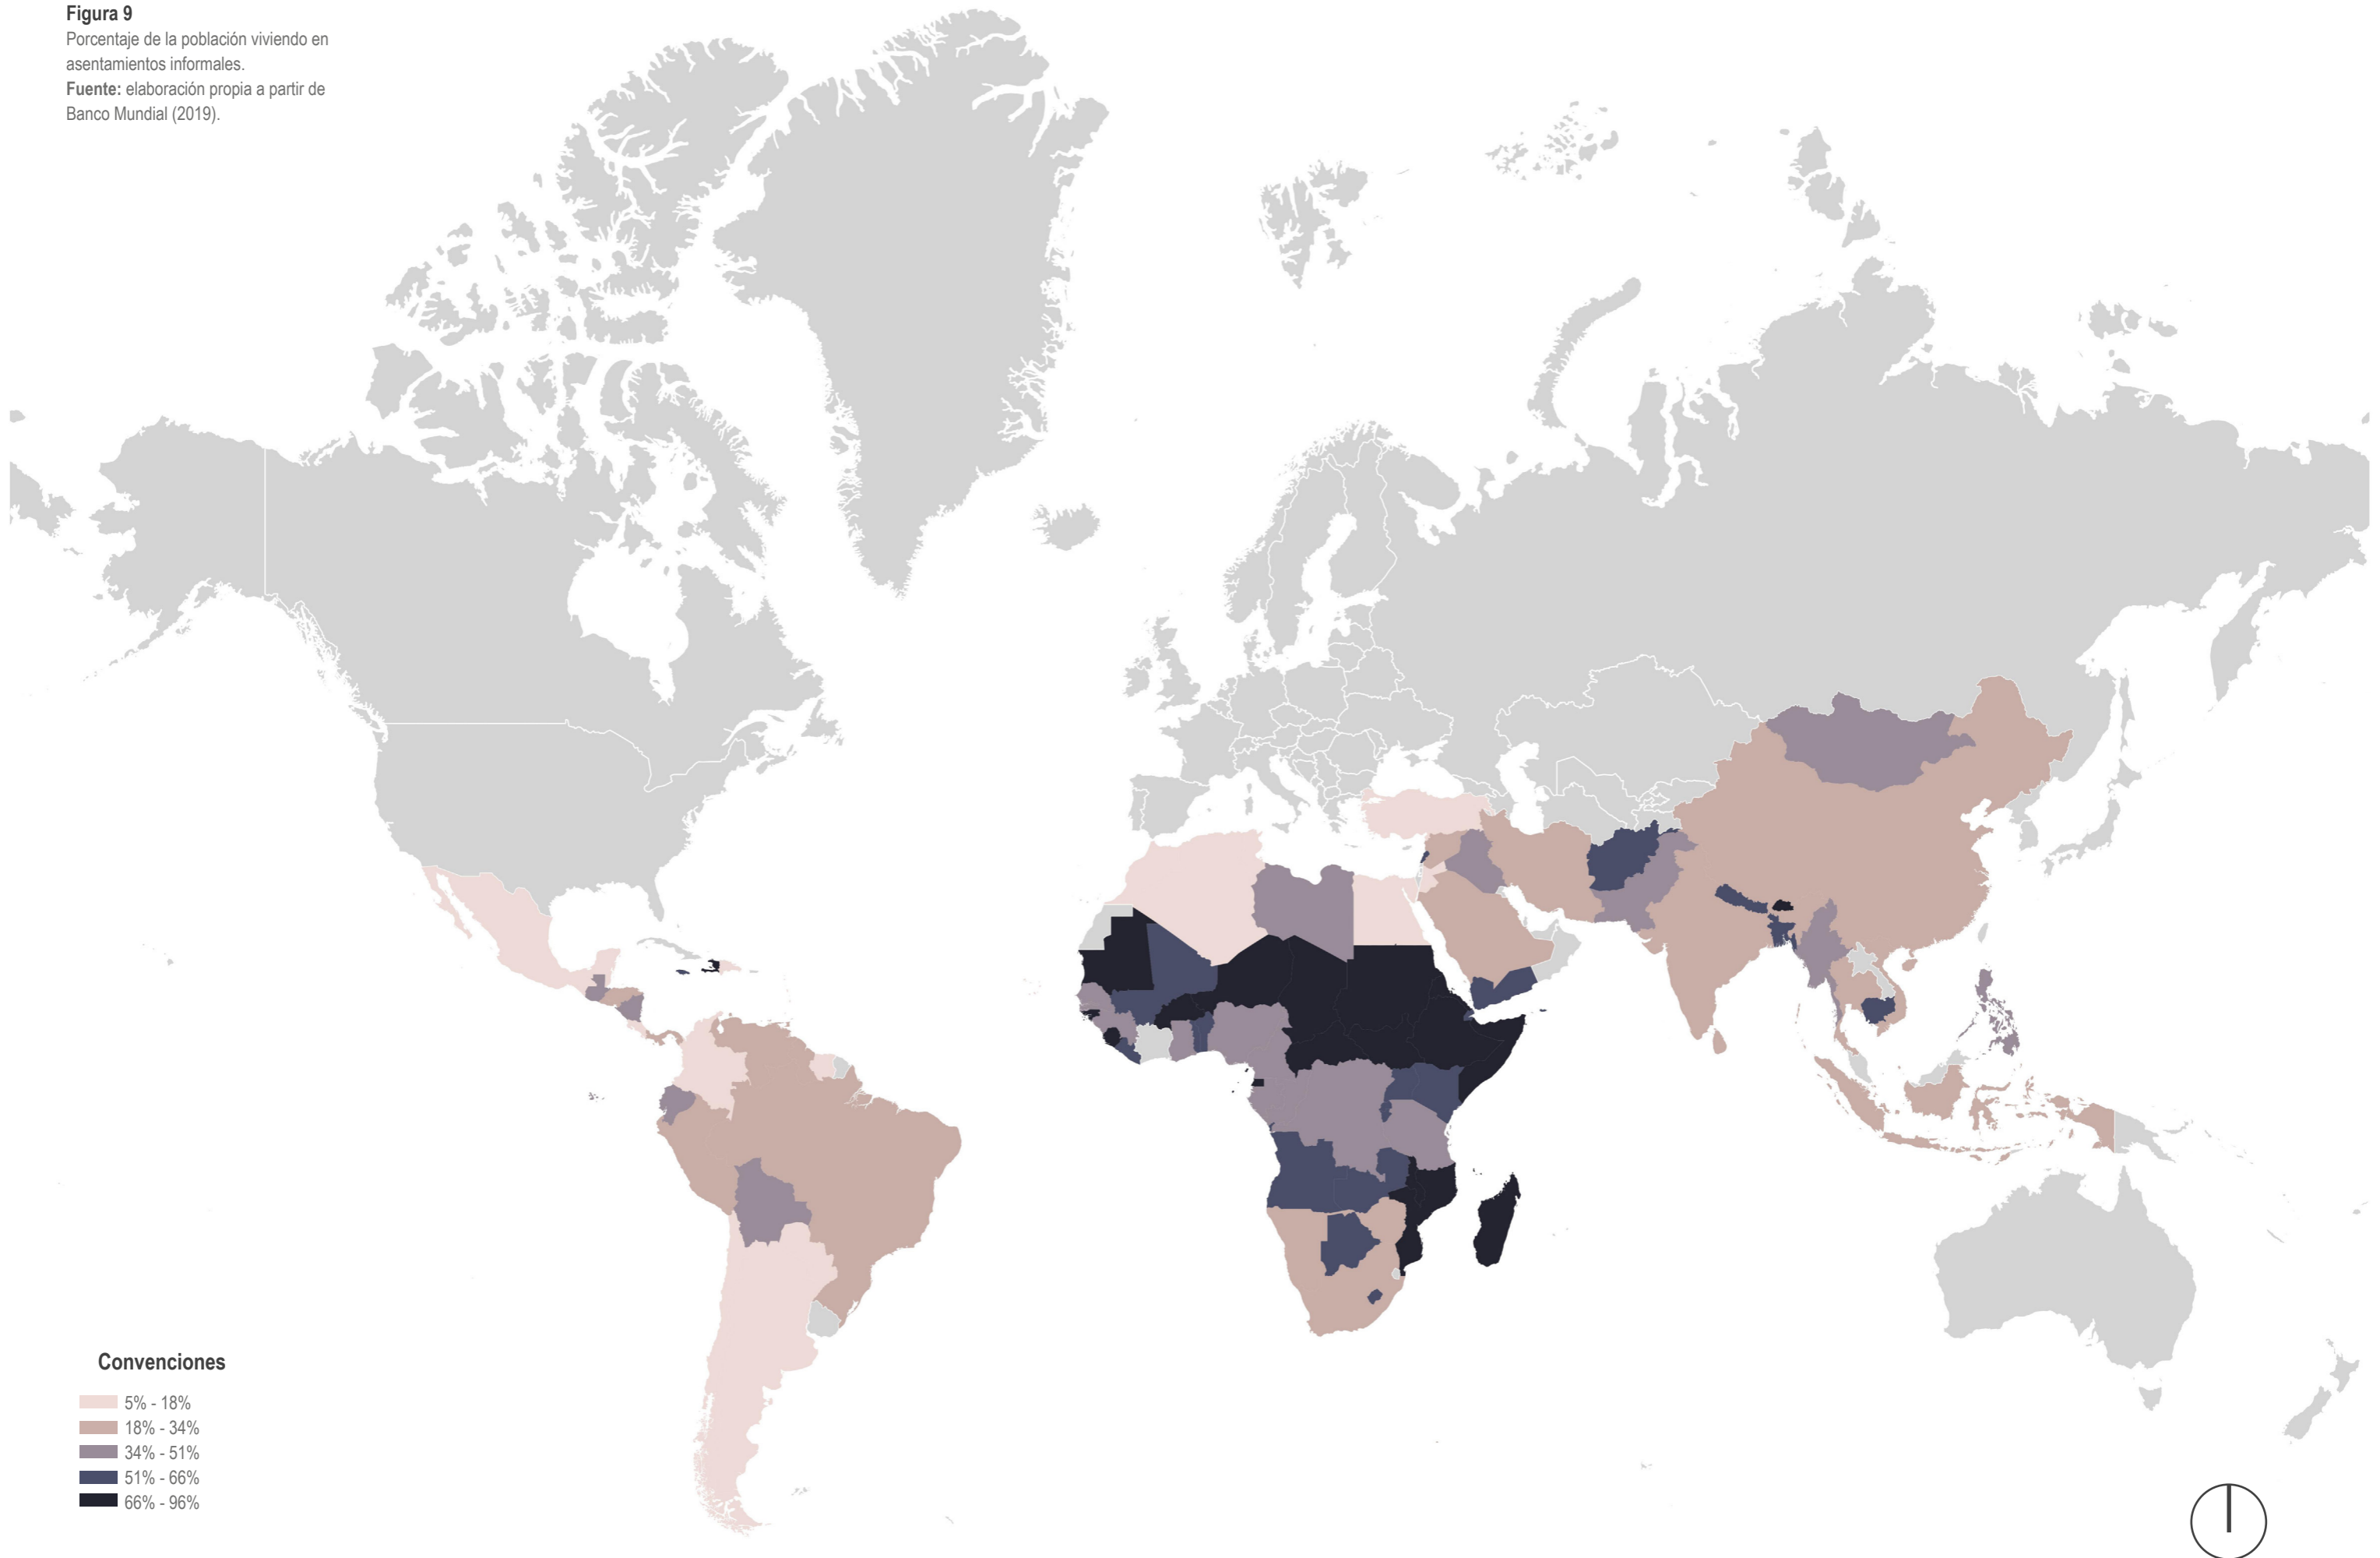 Figura 9
Porcentaje de la población viviendo en
asentamientos informales.
Fuente: elaboración propia a partir de
Banco Mundial (2019).
Convenciones
5% - 18%
18% - 34%
34% - 51%
51% - 66%
66% - 96%